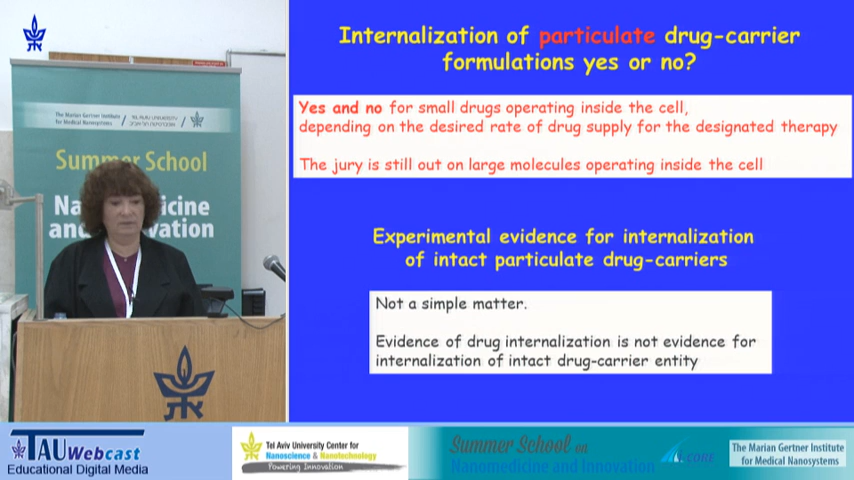 Internalization of particulate drug-carrier
formulations yes or no?
Yes and no for small drugs operating inside the cell,
depending on the desired rate of drug supply for the designated therapy
The jury is still out on large molecules operating inside the cell
Experimental evidence for internalization
of intact particulate drug-carriers
Not a simple matter.
Evidence of drug internalization is not evidence for
internalization of intact drug-carrier entity
The Marian Gertner Institute
for Medical Nanosystems
TEL AVIV UNIVERSITY
Summer School
TAU Webcast
Educational Digital Media
Tel Aviv University Center for
Nanoscience & Nanotechnology
Powering Innovation
Summer School on
Nanomedicine and Innovation
The Marian Gertner Institute
for Medical Nanosystems